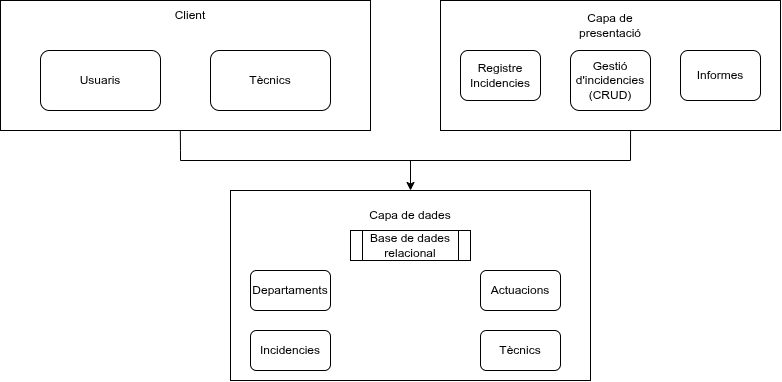 Client
Usuaris
Tècnics
Capa de
presentació
Registre
Incidencies
Gestió
d'incidencies
(CRUD)
Informes
Capa de dades
Base de dades
relacional
Departaments
Actuacions
Incidencies
Tècnics